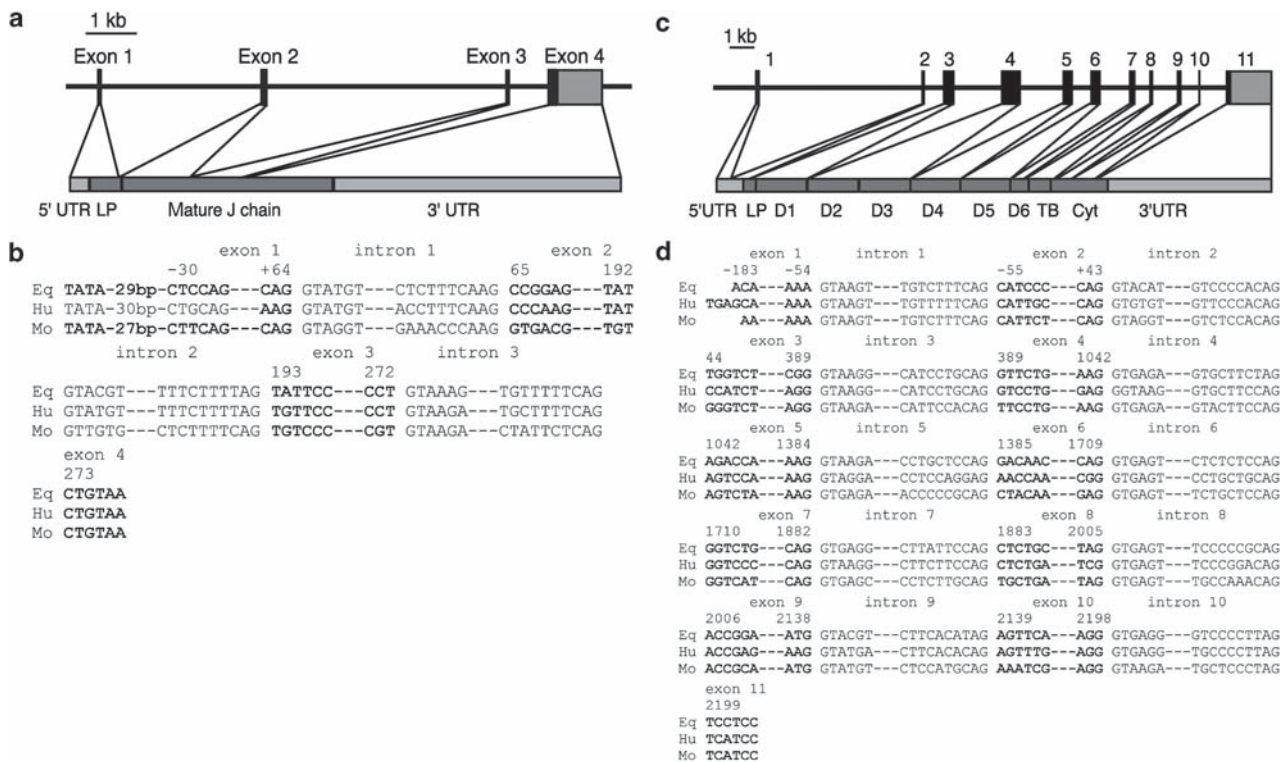 a
1 kb
Exon 1 Exon 2 Exon 3 Exon 4
5' UTR LP Mature J chain 3' UTR
b
exon 1 intron 1 exon 2
-30 +64 65 192
Eq TATA-29bp-CTCCAG---CAG GTATGT---CTCTTTCAAG CCGGAG---TAT
Hu TATA-30bp-CTGCAG---AAG GTATGT---ACCTTTCAAG CCCAAG---TAT
Mo TATA-27bp-CTTCAG---CAG GTAGGT---GAAACCCAAG GTGACG---TGT
intron 2 exon 3 intron 3
193 272
Eq GTACGT---TTTCTTTTAG TATTCC---CCT GTAAAG---TGTTTTTCAG
Hu GTATGT---TTTCTTTTAG TGTTCC---CCT GTAAGA---TGCTTTTCAG
Mo GTTGTG---CTCTTTTCAG TGTCCC---CGT GTAAGA---CTATTCTCAG
exon 4
273
Eq CTGTAA
Hu CTGTAA
Mo CTGTAA
c
1 kb
1 2 3 4 5 6 7 8 9 10 11
5'UTR LP D1 D2 D3 D4 D5 D6 TB Cyt 3'UTR
d
exon 1 intron 1 exon 2 intron 2
-183 -54 -55 +43
Eq ACA---AAA GTAAGT---TGTCTTTCAG CATCCC---CAG GTACAT---GTCCCCACAG
Hu TGAGCA---AAA GTAAGT---TGTTTTTCAG CATTGC---CAG GTGTGT---GTCTCCACAG
Mo AA---AAA GTAAGT---TGTCTTTCAG CATTCT---CAG GTAGGT---GTCTCCACAG
exon 3 intron 3 exon 4 intron 4
44 389 389 1042
Eq TGGTCT---CGG GTAAGG---CATCCTGCAG GTTCTG---AAG GTGAGA---GTGCTTCTAG
Hu CCATCT---AGG GTAAGG---CATCCTGCAG GTCCTG---GAG GGTAAG---GTGCTTCCAG
Mo GGGTCT---AGG GTAAGG---CATTCCACAG TTCCTG---AAG GTGAGA---GTACTTCCAG
exon 5 intron 5 exon 6 intron 6
1042 1384 1385 1709
Eq AGACCA---AAG GTAAGA---CCTGCTCCAG GACAAC---CAG GTGAGT---CTCTCTCCAG
Hu AGTCCA---AAG GTAGGA---CCTCCAGGAG AACCAA---CGG GTGAGT---CCTGCTGCAG
Mo AGTCTA---AAG GTGAGA---ACCCCCGCAG CTACAA---GAG GTGAGT---TCTGCTCCAG
exon 7 intron 7 exon 8 intron 8
1710 1882 1883 2005
Eq GGTCTG---CAG GTGAGG---CTTATTCCAG CTCTGC---TAG GTGAGT---TCCCCCGCAG
Hu GGTCCC---CAG GTAAGG---CTTCTTCCAG CTCTGA---TCG GTGAGT---TCCCGGACAG
Mo GGTCAT---CAG GTGAGC---CCTCTTGCAG TGCTGA---TAG GTGAGT---TGCCAAACAG
exon 9 intron 9 exon 10 intron 10
2006 2138 2139 2198
Eq ACCGGA---ATG GTACGT---CTTCACATAG AGTTCA---AGG GTGAGG---GTCCCCTTAG
Hu ACCGAG---AAG GTATGA---CTTCACACAG AGTTTG---AGG GTGAGG---TGCCCCTTAG
Mo ACCGCA---ATG GTATGT---CTCCATGCAG AAATCG---AGG GTAAGA---TGCTCCCTAG
exon 11
2199
Eq TCCTCC
Hu TCATCC
Mo TCATCC